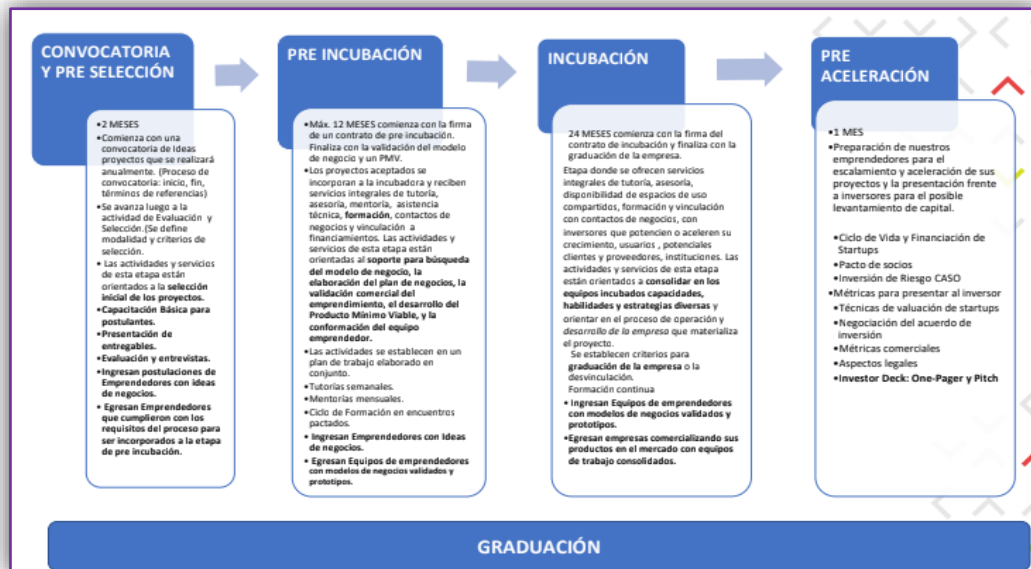 CONVOCATORIA
Y PRE SELECCIÓN
•2 MESES
•Comienza con una
convocatoria de Ideas
proyectos que se realizará
anualmente. (Proceso de
convocatoria: inicio, fin,
términos de referencias)
•Se avanza luego a la
actividad de Evaluación y
Selección.(Se define
modalidad y criterios de
selección.
• Las actividades y servicios
de esta etapa están
orientados a la selección
inicial de los proyectos.
•Capacitación Básica para
postulantes.
•Presentación de
entregables.
•Evaluación y entrevistas.
•Ingresan postulaciones de
Emprendedores con ideas
de negocios.
• Egresan Emprendedores
que cumplieron con los
requisitos del proceso para
ser incorporados a la etapa
de pre incubación.
PRE INCUBACIÓN
•Máx. 12 MESES comienza con la firma
de un contrato de pre incubación.
Finaliza con la validación del modelo
de negocio y un PMV.
•Los proyectos aceptados se
incorporan a la incubadora y reciben
servicios integrales de tutoría,
asesoría, mentoría, asistencia
técnica, formación, contactos de
negocios y vinculación a
financiamientos. Las actividades y
servicios de esta etapa están
orientadas al soporte para búsqueda
del modelo de negocio, la
elaboración del plan de negocios, la
validación comercial del
emprendimiento, el desarrollo del
Producto Mínimo Viable, y la
conformación del equipo
emprendedor.
•Las actividades se establecen en un
plan de trabajo elaborado en
conjunto.
•Tutorías semanales.
•Mentorías mensuales.
•Ciclo de Formación en encuentros
pactados.
• Ingresan Emprendedores con Ideas
de negocios.
• Egresan Equipos de emprendedores
con modelos de negocios validados y
prototipos.
INCUBACIÓN
24 MESES comienza con la firma del
contrato de incubación y finaliza con la
graduación de la empresa.
Etapa donde se ofrecen servicios
integrales de tutoría, asesoría,
disponibilidad de espacios de uso
compartidos, formación y vinculación
con contactos de negocios, con
inversores que potencien o aceleren su
crecimiento, usuarios , potenciales
clientes y proveedores, instituciones. Las
actividades y servicios de esta etapa
están orientados a consolidar en los
equipos incubados capacidades,
habilidades y estrategias diversas y
orientar en el proceso de operación y
desarrollo de la empresa que materializa
el proyecto.
Se establecen criterios para
graduación de la empresa o la
desvinculación.
Formación continua
• Ingresan Equipos de emprendedores
con modelos de negocios validados y
prototipos.
•Egresan empresas comercializando sus
productos en el mercado con equipos
de trabajo consolidados.
PRE
ACELERACIÓN
•1 MES
•Preparación de nuestros
emprendedores para el
escalamiento y aceleración de sus
proyectos y la presentación frente
a inversores para el posible
levantamiento de capital.
•Ciclo de Vida y Financiación de
Startups
•Pacto de socios
•Inversión de Riesgo CASO
•Métricas para presentar al inversor
•Técnicas de valuación de startups
•Negociación del acuerdo de
inversión
•Métricas comerciales
•Aspectos legales
•Investor Deck: One-Pager y Pitch
GRADUACIÓN